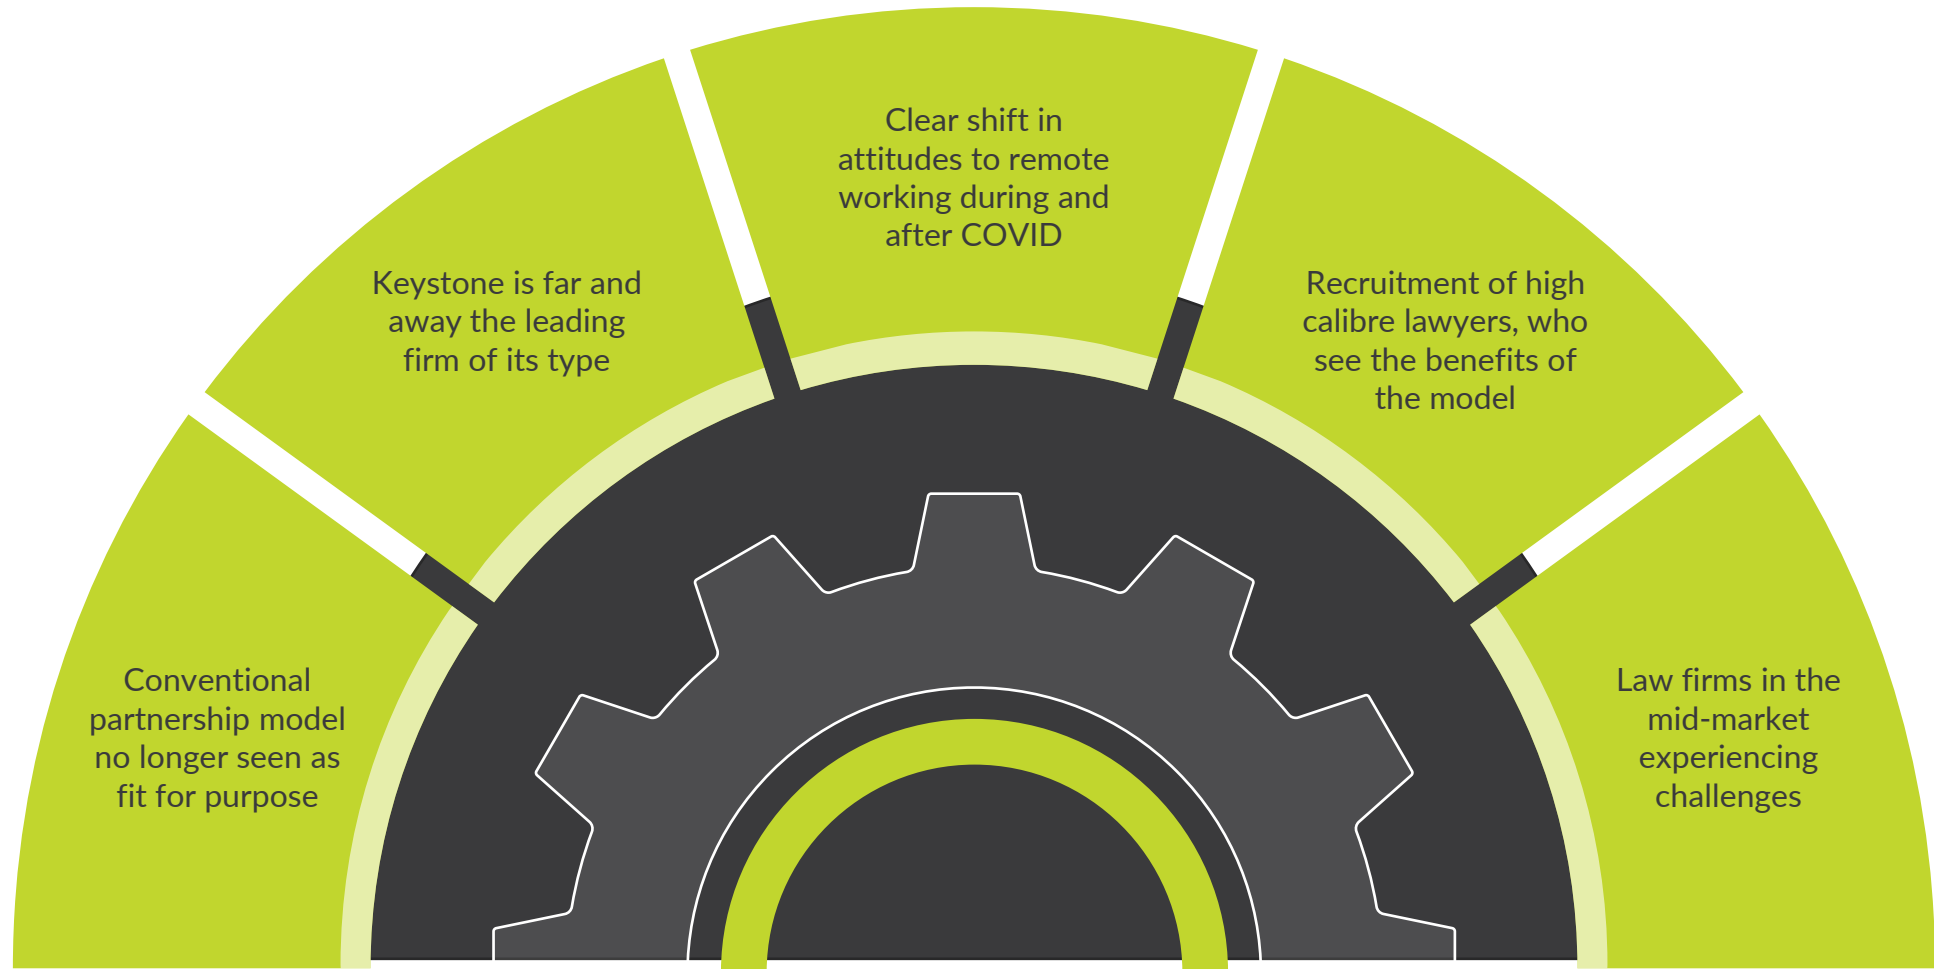 Conventional
partnership model
no longer seen as
fit for purpose
Keystone is far and
away the leading
firm of its type
Clear shift in
attitudes to remote
working during and
after COVID
Recruitment of high
calibre lawyers, who
see the benefits of
the model
Law firms in the
mid-market
experiencing
challenges